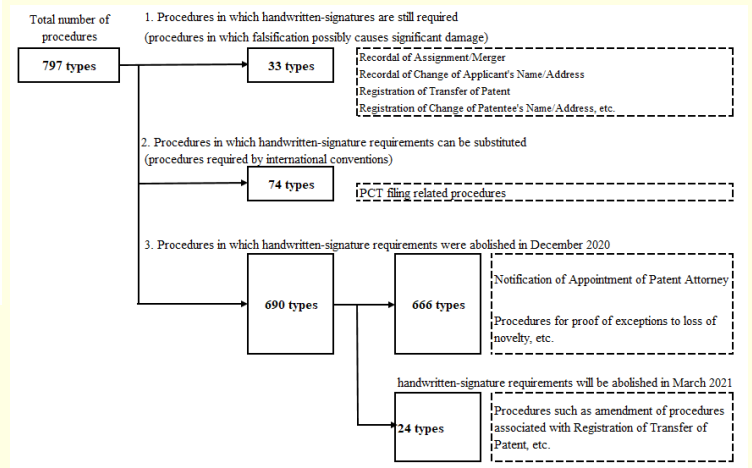 Total number of
procedures
797 types
1. Procedures in which handwritten-signatures are still required
(procedures in which falsification possibly causes significant damage)
33 types
Recordal of Assignment/Merger
Recordal of Change of Applicant's Name/Address
Registration of Transfer of Patent
Registration of Change of Patentee's Name/Address, etc.
2. Procedures in which handwritten-signature requirements can be substituted
(procedures required by international conventions)
74 types
PCT filing related procedures
3. Procedures in which handwritten-signature requirements were abolished in December 2020
690 types
666 types
Notification of Appointment of Patent Attorney
Procedures for proof of exceptions to loss of
novelty, etc.
handwritten-signature requirements will be abolished in March 2021
24 types
Procedures such as amendment of procedures
associated with Registration of Transfer of
Patent, etc.